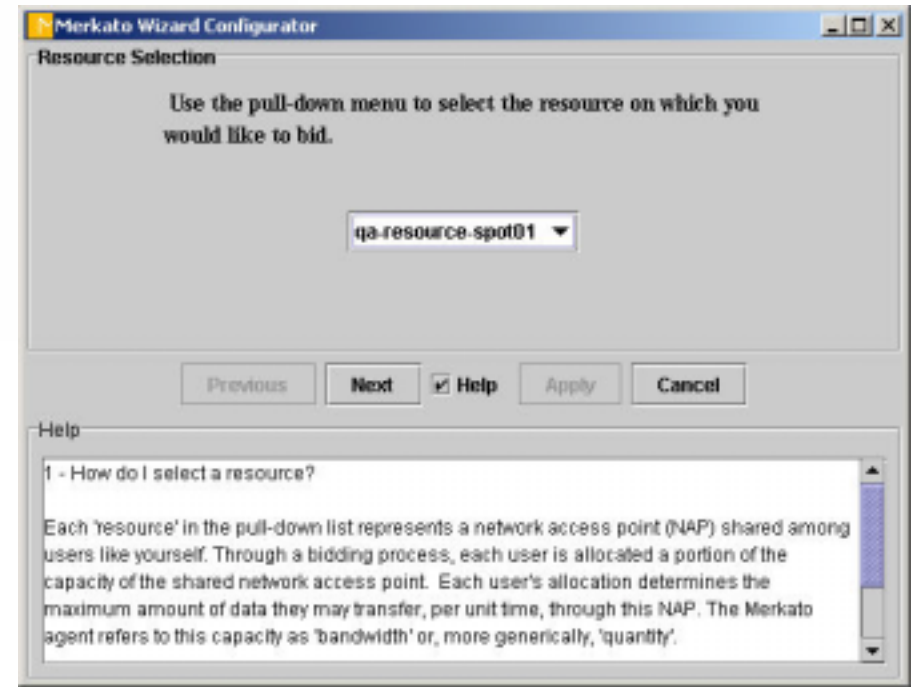 Merkato Wizard Configurator
Resource Selection
Use the pull-down menu to select the resource on which you
would like to bid.
qa-resource-spot01
Previous
Next
Help
Apply
Cancel
Help
1 - How do I select a resource?
Each 'resource' in the pull-down list represents a network access point (NAP) shared among
users like yourself. Through a bidding process, each user is allocated a portion of the
capacity of the shared network access point. Each user's allocation determines the
maximum amount of data they may transfer, per unit time, through this NAP. The Merkato
agent refers to this capacity as 'bandwidth' or, more generically, 'quantity'.